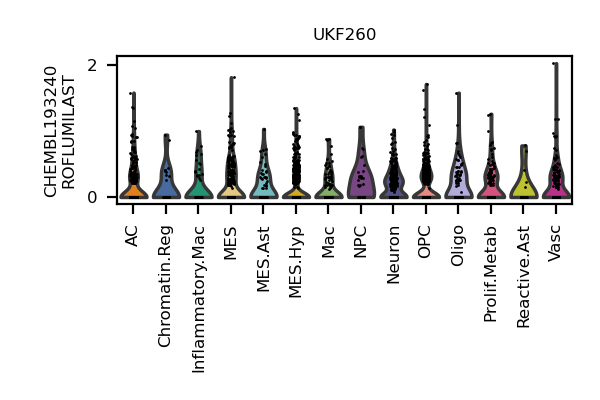 UKF260
CHEMBL193240
ROFLUMILAST
2
0
AC
Chromatin.Reg
Inflammatory.Mac
MES
MES.Ast
MES.Hyp
Mac
NPC
Neuron
OPC
Oligo
Prolif.Metab
Reactive.Ast
Vasc